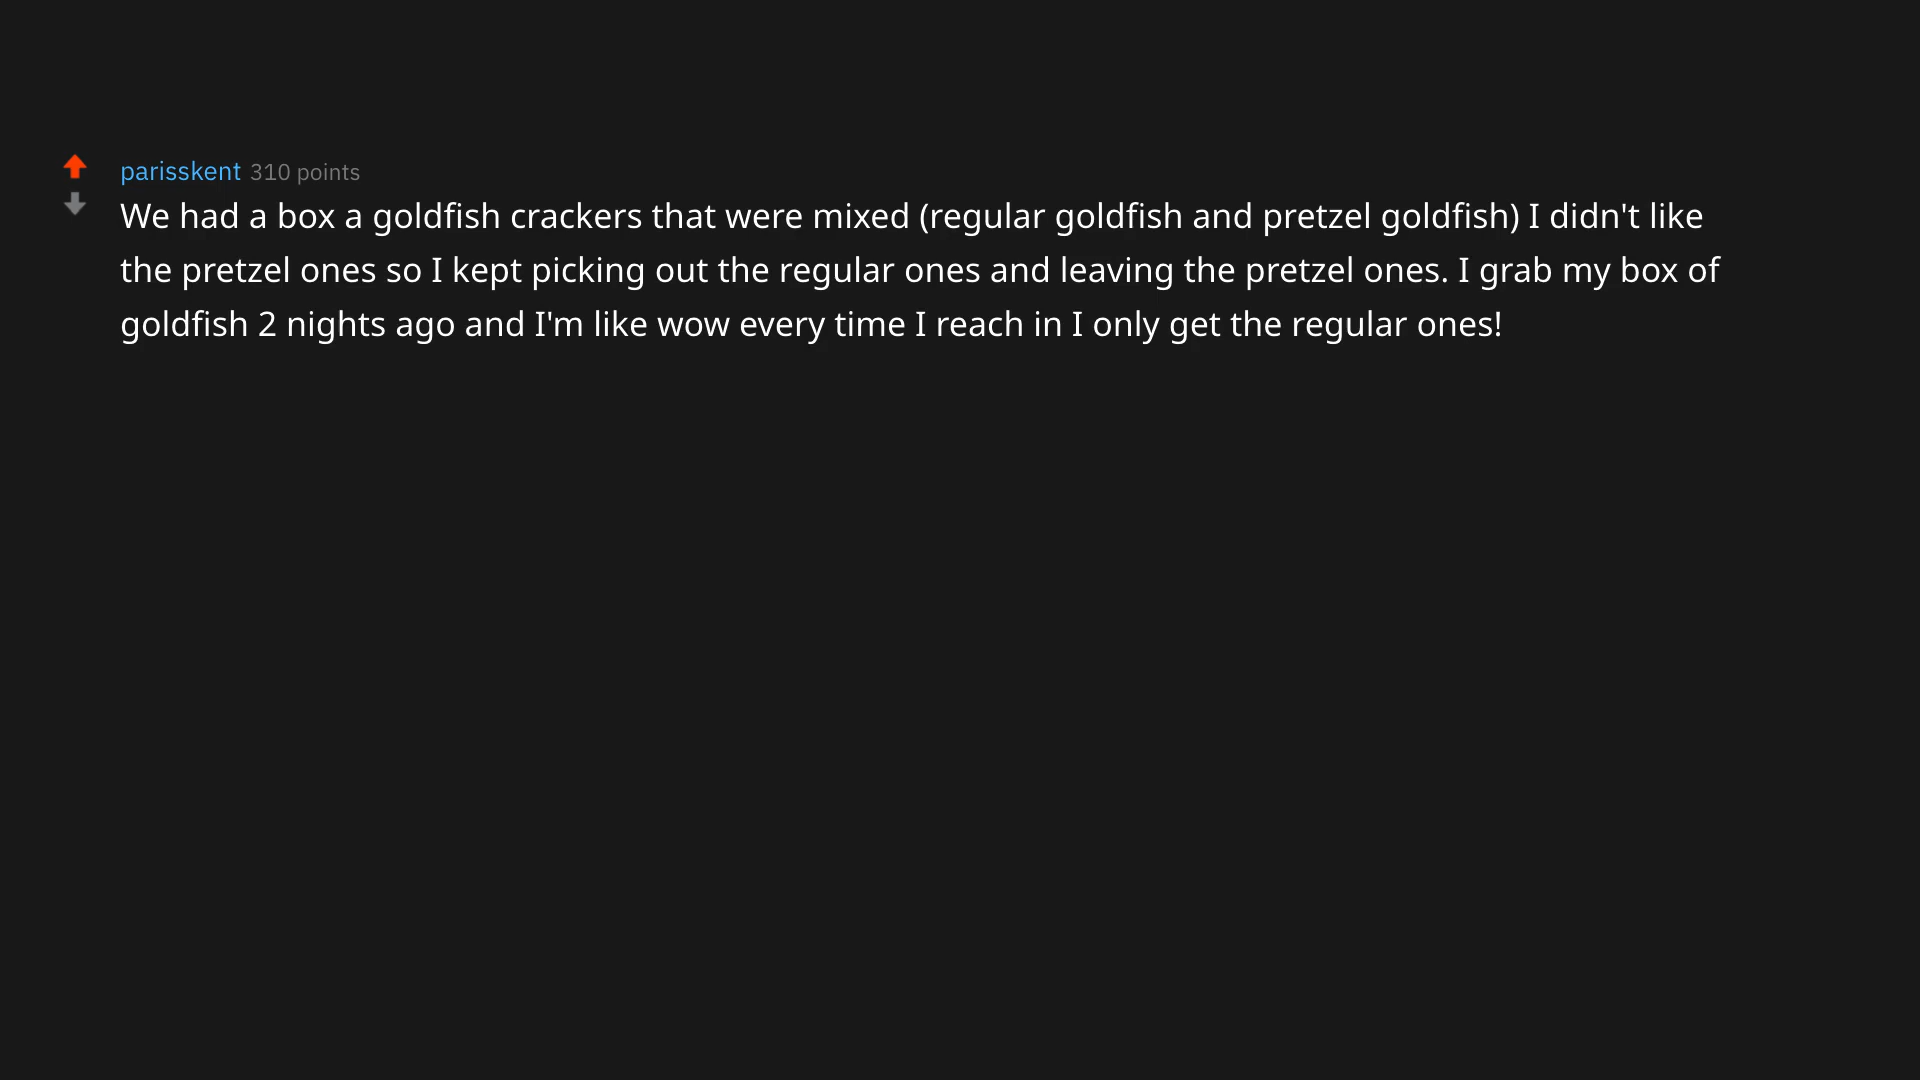 parisskent 310 points
We had a box a goldfish crackers that were mixed (regular goldfish and pretzel goldfish) I didn't like
the pretzel ones so I kept picking out the regular ones and leaving the pretzel ones. I grab my box of
goldfish 2 nights ago and I'm like wow every time I reach in I only get the regular ones!